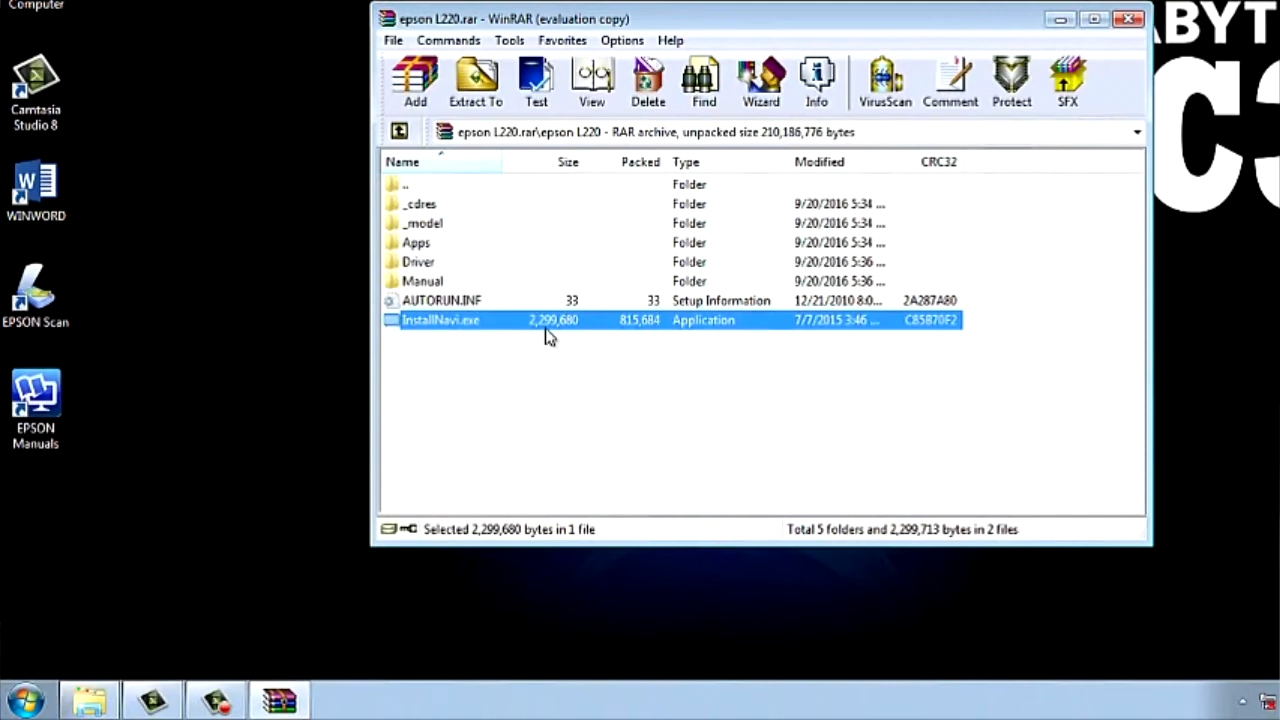 Computer
Camtasia
Studio 8
WINWORD
EPSON Scan
EPSON
Manuals
ABYT
C
epson L220.rar - WinRAR (evaluation copy)
File Commands Tools Favorites Options Help
Add Extract To Test View Delete Find Wizard Info VirusScan Comment Protect SFX
epson L220.rar\epson L220 - RAR archive, unpacked size 210,186,776 bytes
Name Size Packed Type Modified CRC32
.. Folder
_cdres Folder 9/20/2016 5:34 ...
_model Folder 9/20/2016 5:34 ...
Apps Folder 9/20/2016 5:34 ...
Driver Folder 9/20/2016 5:36 ...
Manual Folder 9/20/2016 5:36 ...
AUTORUN.INF 33 33 Setup Information 12/21/2010 8:0... 2A287A80
InstallNavi.exe 2,299,680 815,684 Application 7/7/2015 3:46 ... C85B70F2
Selected 2,299,680 bytes in 1 file Total 5 folders and 2,299,713 bytes in 2 files